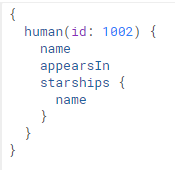 {
  human(id: 1002) {
    name
    appearsIn
    starships {
      name
    }
  }
}